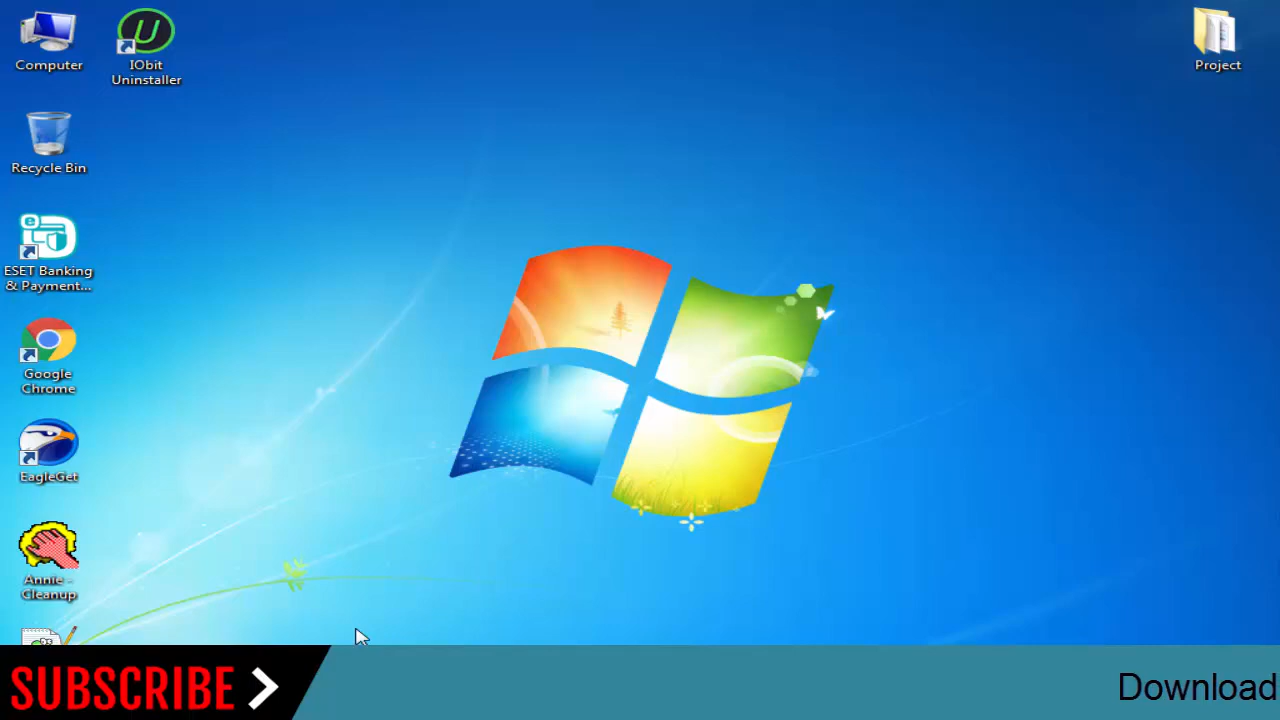 Computer
IObit
Uninstaller
Project
Recycle Bin
ESET Banking
& Payment...
Google
Chrome
EagleGet
Annie -
Cleanup
SUBSCRIBE
Download